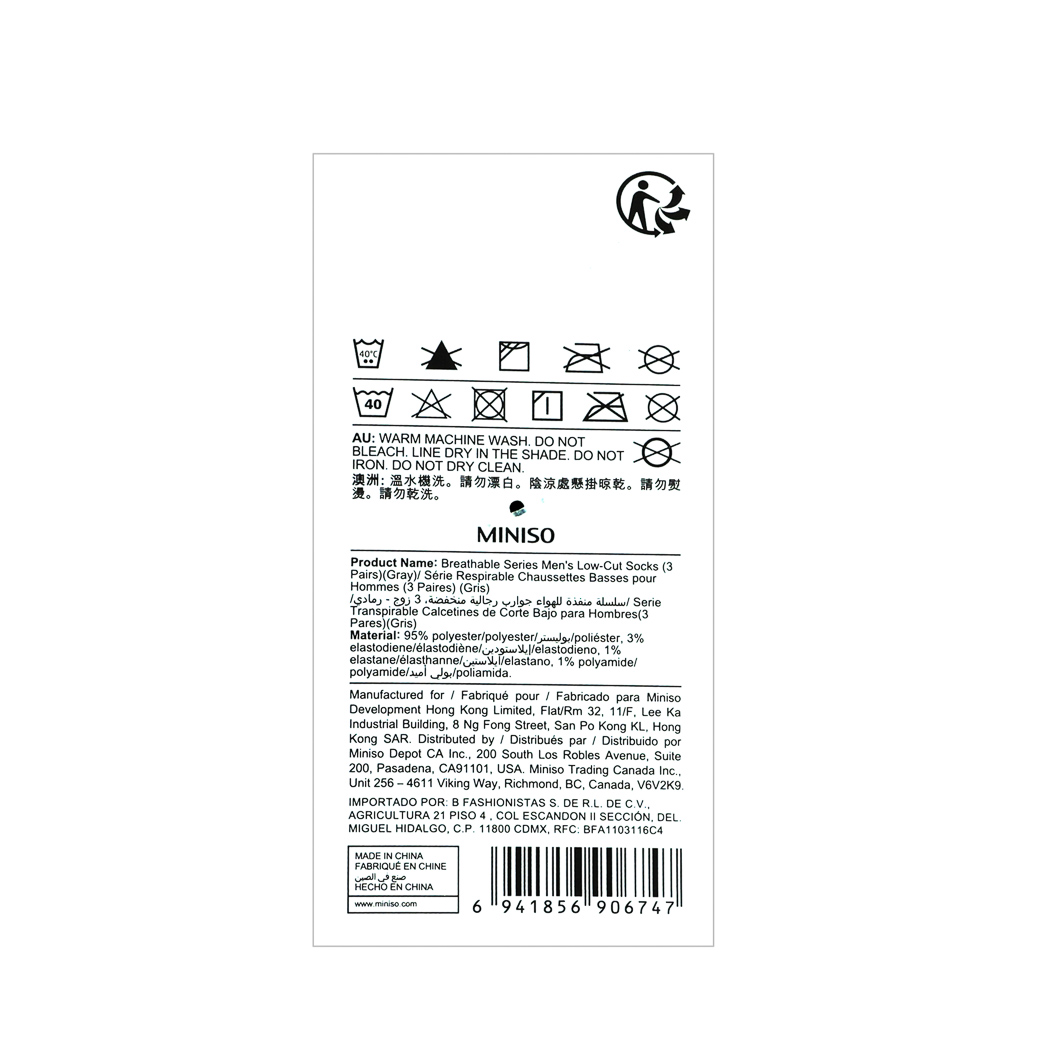 40°C
40
AU: WARM MACHINE WASH. DO NOT
BLEACH. LINE DRY IN THE SHADE. DO NOT
IRON. DO NOT DRY CLEAN.
澳洲: 溫水機洗。請勿漂白。陰涼處懸掛晾乾。請勿熨
燙。請勿乾洗。
MINISO
Product Name: Breathable Series Men's Low-Cut Socks (3
Pairs)(Gray)/ Série Respirable Chaussettes Basses pour
Hommes (3 Paires) (Gris)
/سلسلة منفذة للهواء جوارب رجالية منخفضة، 3 زوج - رمادي/ Serie
Transpirable Calcetines de Corte Bajo para Hombres(3
Pares)(Gris)
Material: 95% polyester/polyester/بوليستر/poliéster, 3%
elastodiene/élastodiène/إيلاستودين/elastodieno, 1%
elastane/élasthanne/أيلاستين/elastano, 1% polyamide/
polyamide/بولي أميد/poliamida.
Manufactured for / Fabriqué pour / Fabricado para Miniso
Development Hong Kong Limited, Flat/Rm 32, 11/F, Lee Ka
Industrial Building, 8 Ng Fong Street, San Po Kong KL, Hong
Kong SAR. Distributed by / Distribués par / Distribuido por
Miniso Depot CA Inc., 200 South Los Robles Avenue, Suite
200, Pasadena, CA91101, USA. Miniso Trading Canada Inc.,
Unit 256 – 4611 Viking Way, Richmond, BC, Canada, V6V2K9.
IMPORTADO POR: B FASHIONISTAS S. DE R.L. DE C.V.,
AGRICULTURA 21 PISO 4 , COL ESCANDON II SECCIÓN, DEL.
MIGUEL HIDALGO, C.P. 11800 CDMX, RFC: BFA1103116C4
MADE IN CHINA
FABRIQUÉ EN CHINE
صنع في الصين
HECHO EN CHINA
www.miniso.com
6 941856 906747